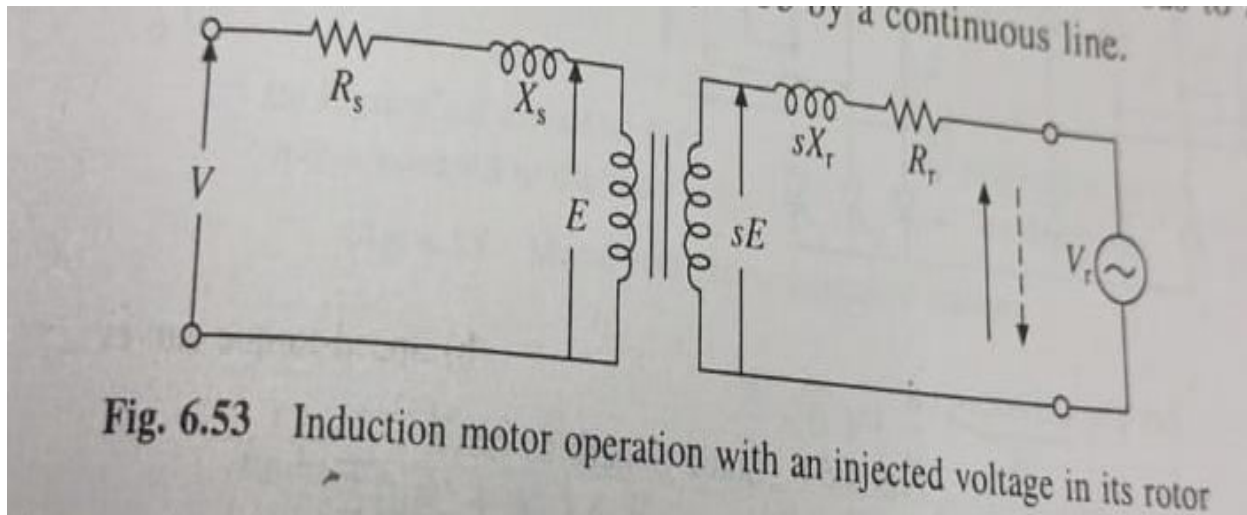 by a continuous line.
R_s
X_s
sX_r
R_r
V
E
sE
V_r
Fig. 6.53 Induction motor operation with an injected voltage in its rotor